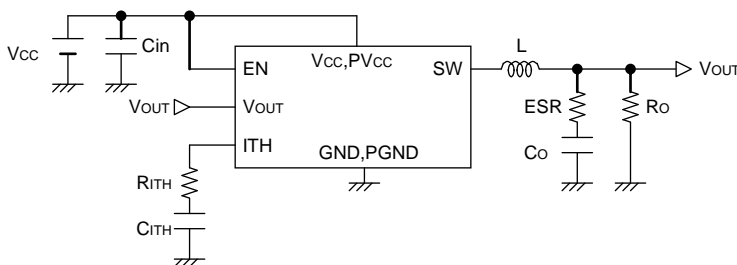 VCC
Cin
EN
VCC,PVCC
SW
L
VOUT
VOUT
VOUT
ESR
RO
CO
ITH
GND,PGND
RITH
CITH